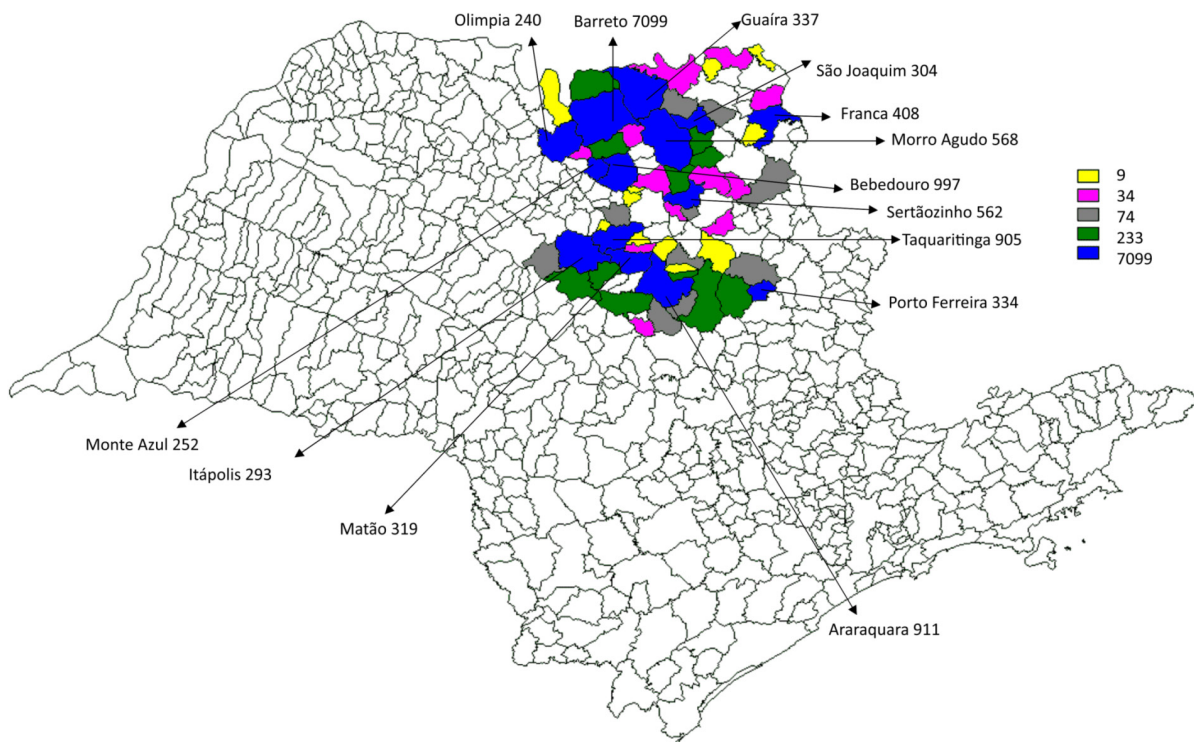 Olimpia 240
Barreto 7099
Guaíra 337
São Joaquim 304
Franca 408
Morro Agudo 568
Bebedouro 997
Sertãozinho 562
Taquaritinga 905
Porto Ferreira 334
9
34
74
233
7099
Monte Azul 252
Itápolis 293
Matão 319
Araraquara 911